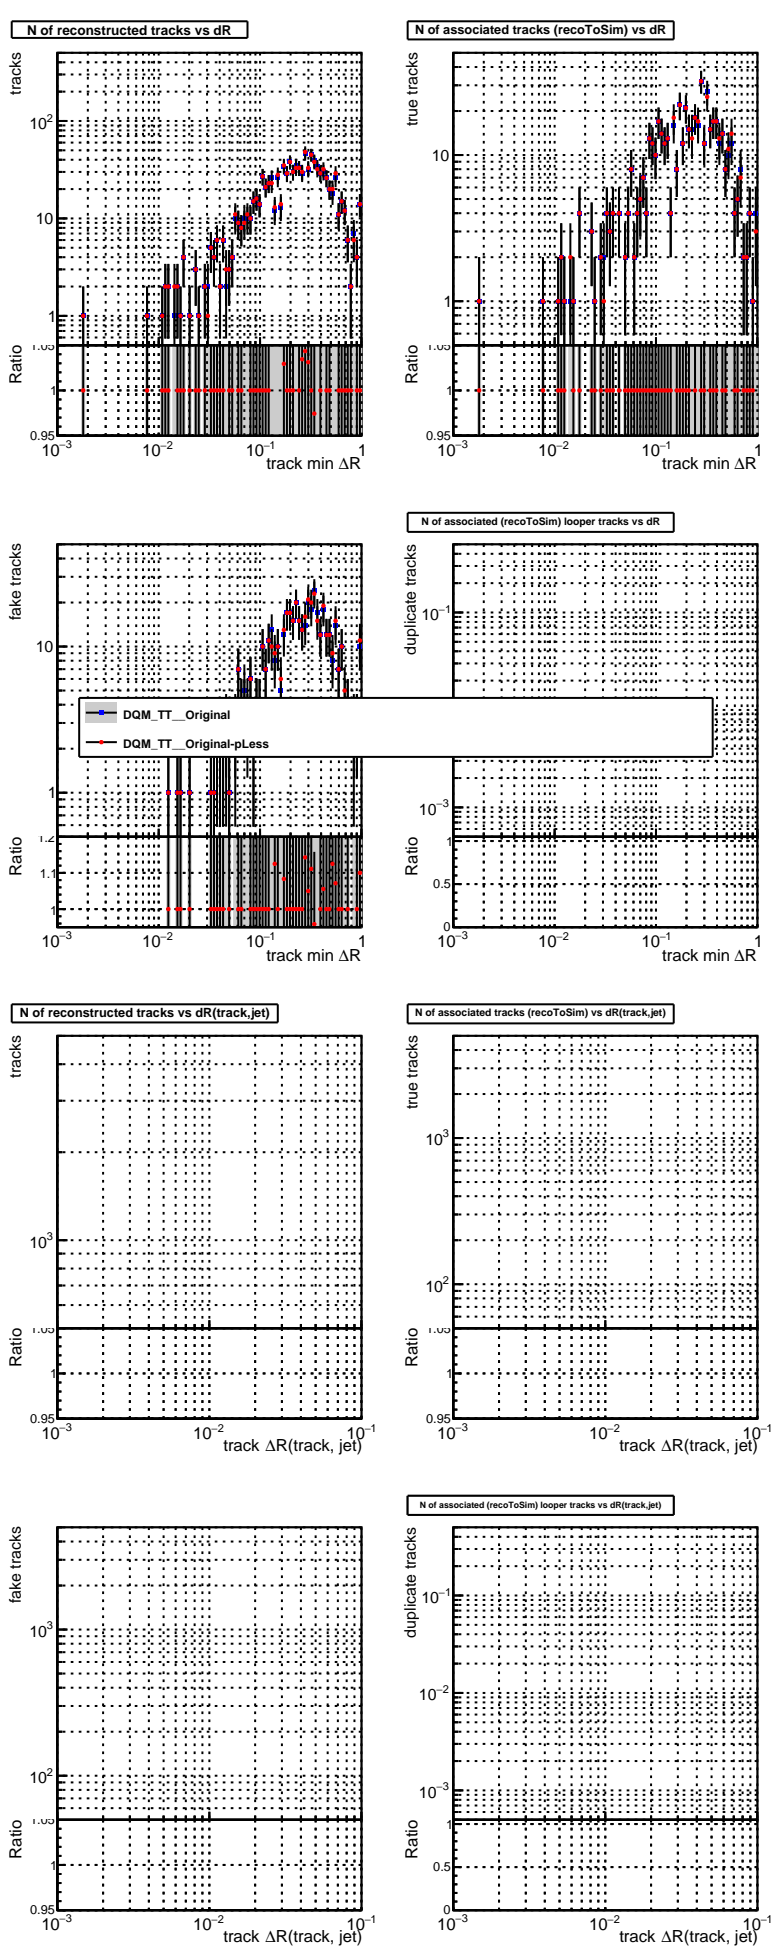 N of reconstructed tracks vs dR
tracks
10²
10
1
Ratio
1.05
1
0.95
10⁻³
10⁻²
10⁻¹
1
track min ΔR
N of associated tracks (recoToSim) vs dR
true tracks
10
1
Ratio
1.05
1
0.95
10⁻³
10⁻²
10⁻¹
1
track min ΔR
fake tracks
10
1
Ratio
1.2
1.1
1
10⁻³
10⁻²
10⁻¹
1
track min ΔR
N of associated (recoToSim) looper tracks vs dR
duplicate tracks
10⁻¹
10⁻³
Ratio
1
0.5
0
10⁻³
10⁻²
10⁻¹
1
track min ΔR
DQM_TT__Original
DQM_TT__Original-pLess
N of reconstructed tracks vs dR(track,jet)
tracks
10³
Ratio
1.05
1
0.95
10⁻³
10⁻²
10⁻¹
track ΔR(track, jet)
N of associated tracks (recoToSim) vs dR(track,jet)
true tracks
10³
10²
Ratio
1.05
1
0.95
10⁻³
10⁻²
10⁻¹
track ΔR(track, jet)
fake tracks
10³
10²
Ratio
1.05
1
0.95
10⁻³
10⁻²
10⁻¹
track ΔR(track, jet)
N of associated (recoToSim) looper tracks vs dR(track,jet)
duplicate tracks
10⁻¹
10⁻²
10⁻³
Ratio
1
0.5
0
10⁻³
10⁻²
10⁻¹
track ΔR(track, jet)